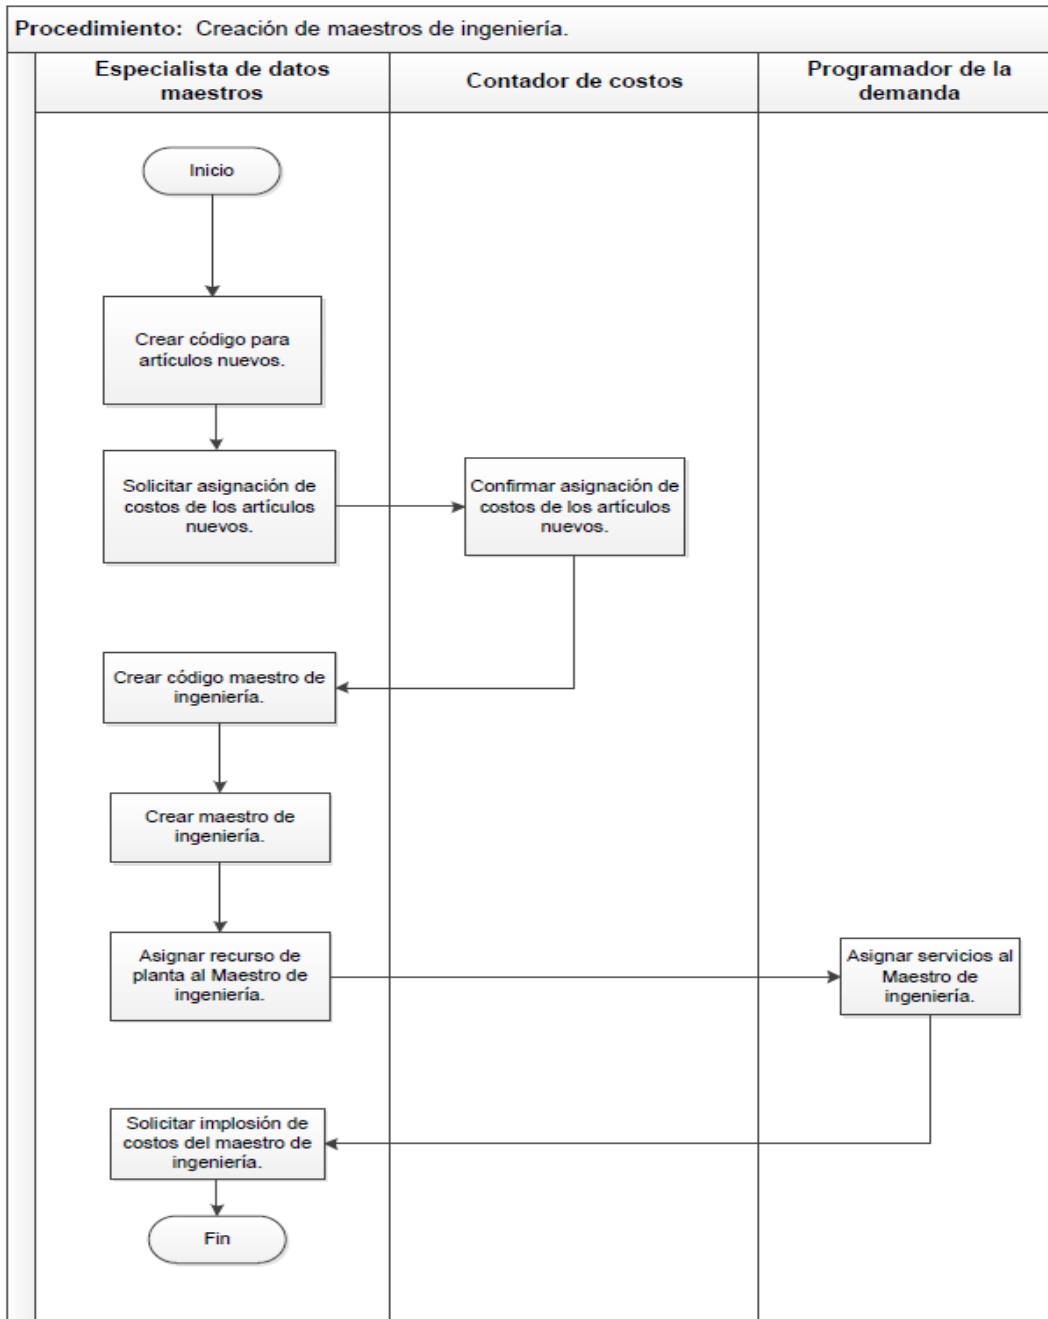 Procedimiento: Creación de maestros de ingeniería.
Especialista de datos
maestros
Contador de costos
Programador de la
demanda
Inicio
Crear código para
artículos nuevos.
Solicitar asignación de
costos de los artículos
nuevos.
Confirmar asignación de
costos de los artículos
nuevos.
Crear código maestro de
ingeniería.
Crear maestro de
ingeniería.
Asignar recurso de
planta al Maestro de
ingeniería.
Asignar servicios al
Maestro de
ingeniería.
Solicitar implosión de
costos del maestro de
ingeniería.
Fin